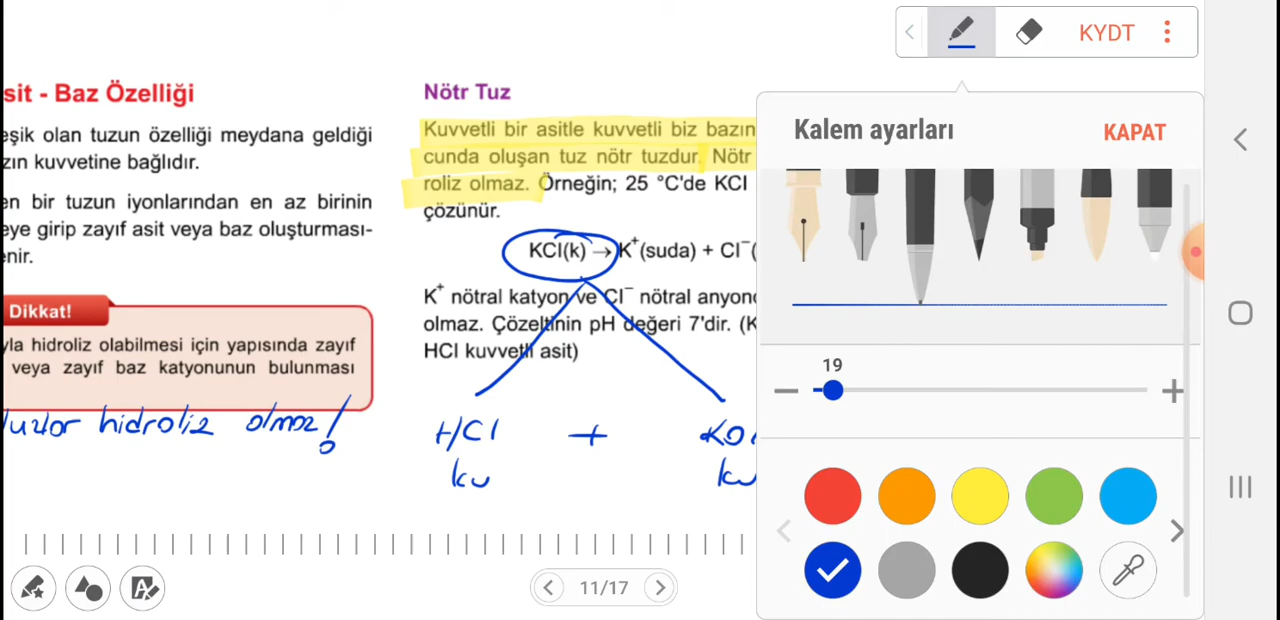 KYDT
Kalem ayarları
KAPAT
19
sit - Baz Özelliği
eşik olan tuzun özelliği meydana geldiği
zın kuvvetine bağlıdır.
en bir tuzun iyonlarından en az birinin
eye girip zayıf asit veya baz oluşturması-
enir.
Dikkat!
yla hidroliz olabilmesi için yapısında zayıf
veya zayıf baz katyonunun bulunması
hidroliz olmaz!
Nötr Tuz
Kuvvetli bir asitle kuvvetli biz bazın
cunda oluşan tuz nötr tuzdur. Nötr
roliz olmaz. Örneğin; 25 °C'de KCl
çözünür.
KCl(k) → K⁺(suda) + Cl⁻(
K⁺ nötral katyon ve Cl⁻ nötral anyon
olmaz. Çözeltinin pH değeri 7'dir. (K
HCl kuvvetli asit)
HCl + KO
ku ku
11/17